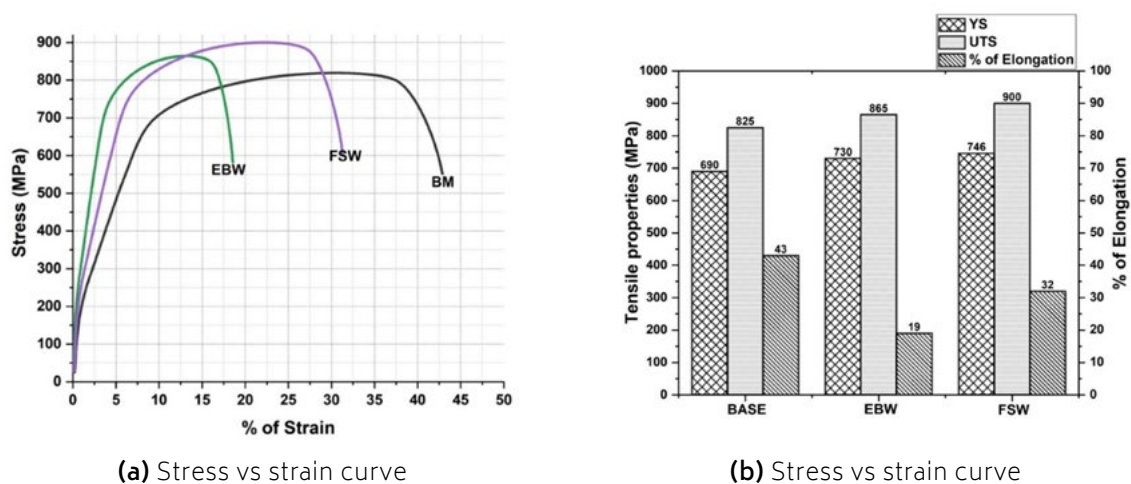 900
800
700
600
500
400
300
200
100
0
Stress (MPa)
EBW
FSW
BM
0 5 10 15 20 25 30 35 40 45 50
% of Strain
(a) Stress vs strain curve
YS
UTS
% of Elongation
1000
900
800
700
600
500
400
300
200
100
0
Tensile properties (MPa)
690
825
43
730
865
19
746
900
32
100
90
80
70
60
50
40
30
20
10
0
% of Elongation
BASE EBW FSW
(b) Stress vs strain curve